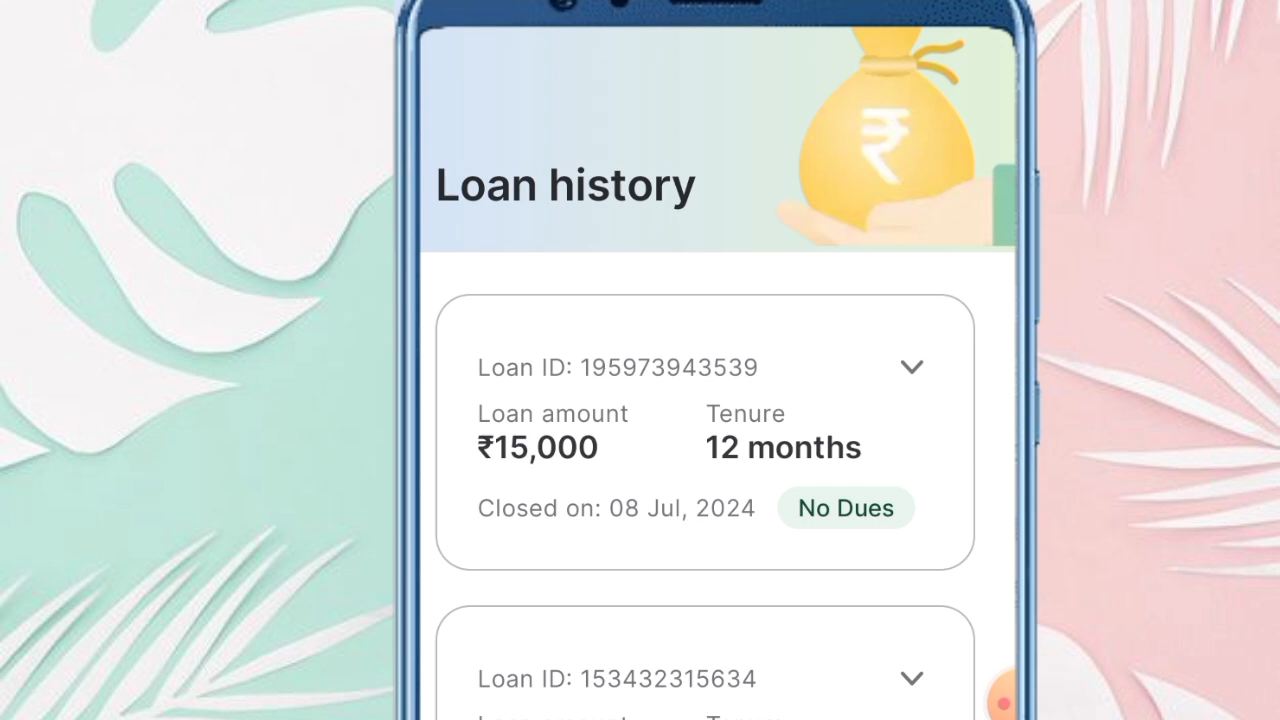 ₹
Loan history
Loan ID: 195973943539
Loan amount Tenure
₹15,000 12 months
Closed on: 08 Jul, 2024 No Dues
Loan ID: 153432315634